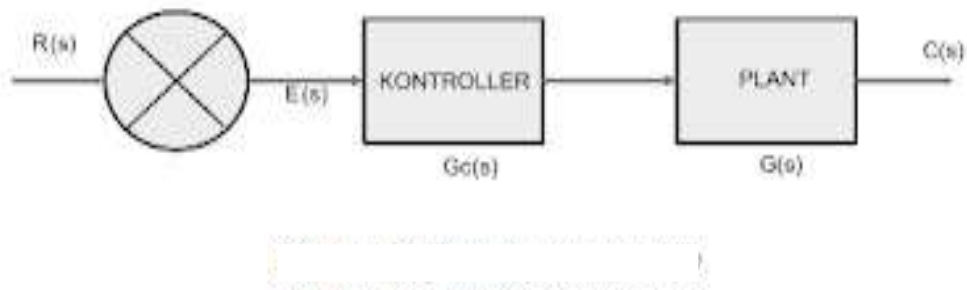 R(s)
E(s)
KONTROLLER
Gc(s)
PLANT
G(s)
C(s)